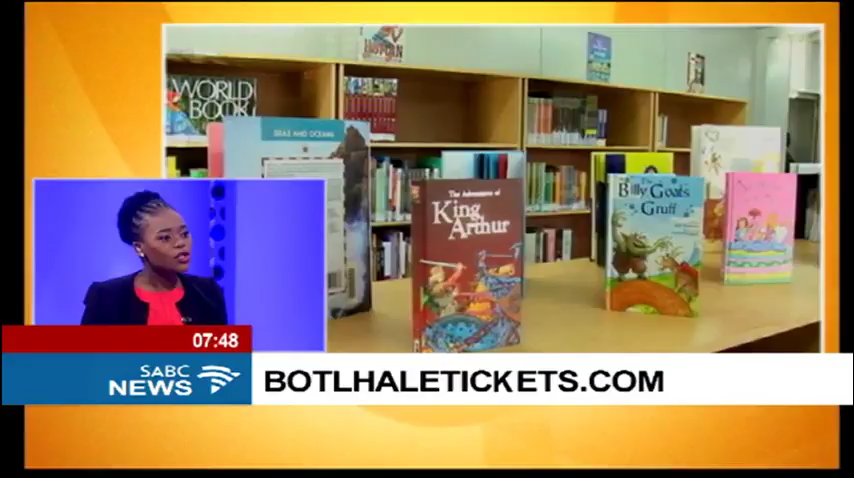 WORLD
BOOK
SEAS AND OCEANS
The Adventures of
King
Arthur
The
Billy Goats
Gruff
07:48
SABC
NEWS
BOTLHALETICKETS.COM